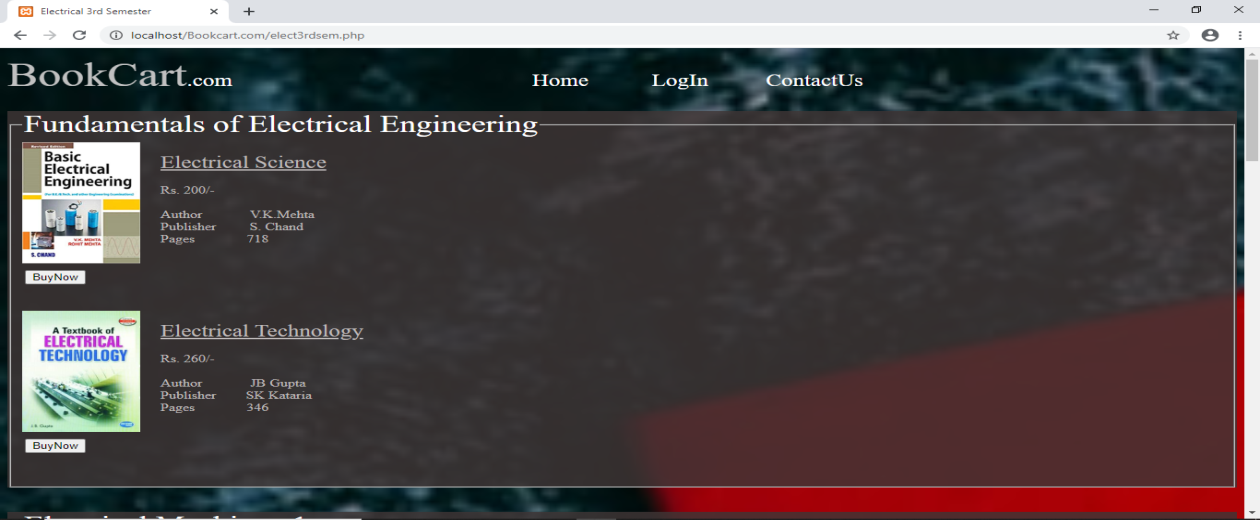 Electrical 3rd Semester
localhost/Bookcart.com/elect3rdsem.php
BookCart.com Home LogIn ContactUs
Fundamentals of Electrical Engineering
Basic
Electrical
Engineering
V.K. MEHTA
ROHIT MEHTA
S. CHAND
Electrical Science
Rs. 200/-
Author V.K.Mehta
Publisher S. Chand
Pages 718
BuyNow
A Textbook of
ELECTRICAL
TECHNOLOGY
J.B. Gupta
Electrical Technology
Rs. 260/-
Author JB Gupta
Publisher SK Kataria
Pages 346
BuyNow